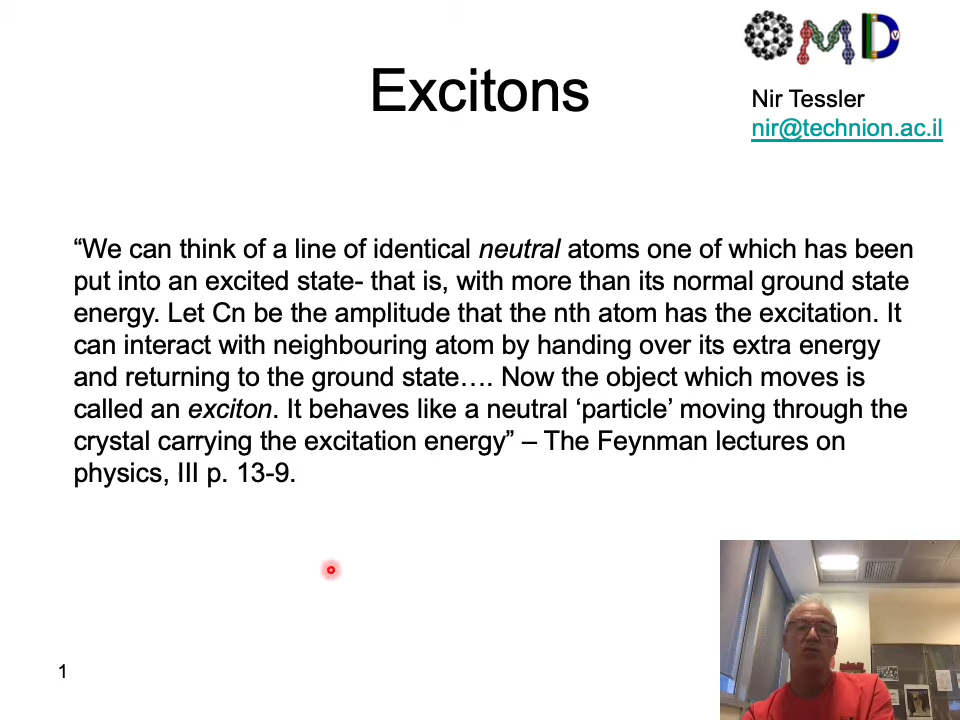 OMD
V
Excitons
Nir Tessler
nir@technion.ac.il
“We can think of a line of identical neutral atoms one of which has been
put into an excited state- that is, with more than its normal ground state
energy. Let Cn be the amplitude that the nth atom has the excitation. It
can interact with neighbouring atom by handing over its extra energy
and returning to the ground state…. Now the object which moves is
called an exciton. It behaves like a neutral ‘particle’ moving through the
crystal carrying the excitation energy” – The Feynman lectures on
physics, III p. 13-9.
1